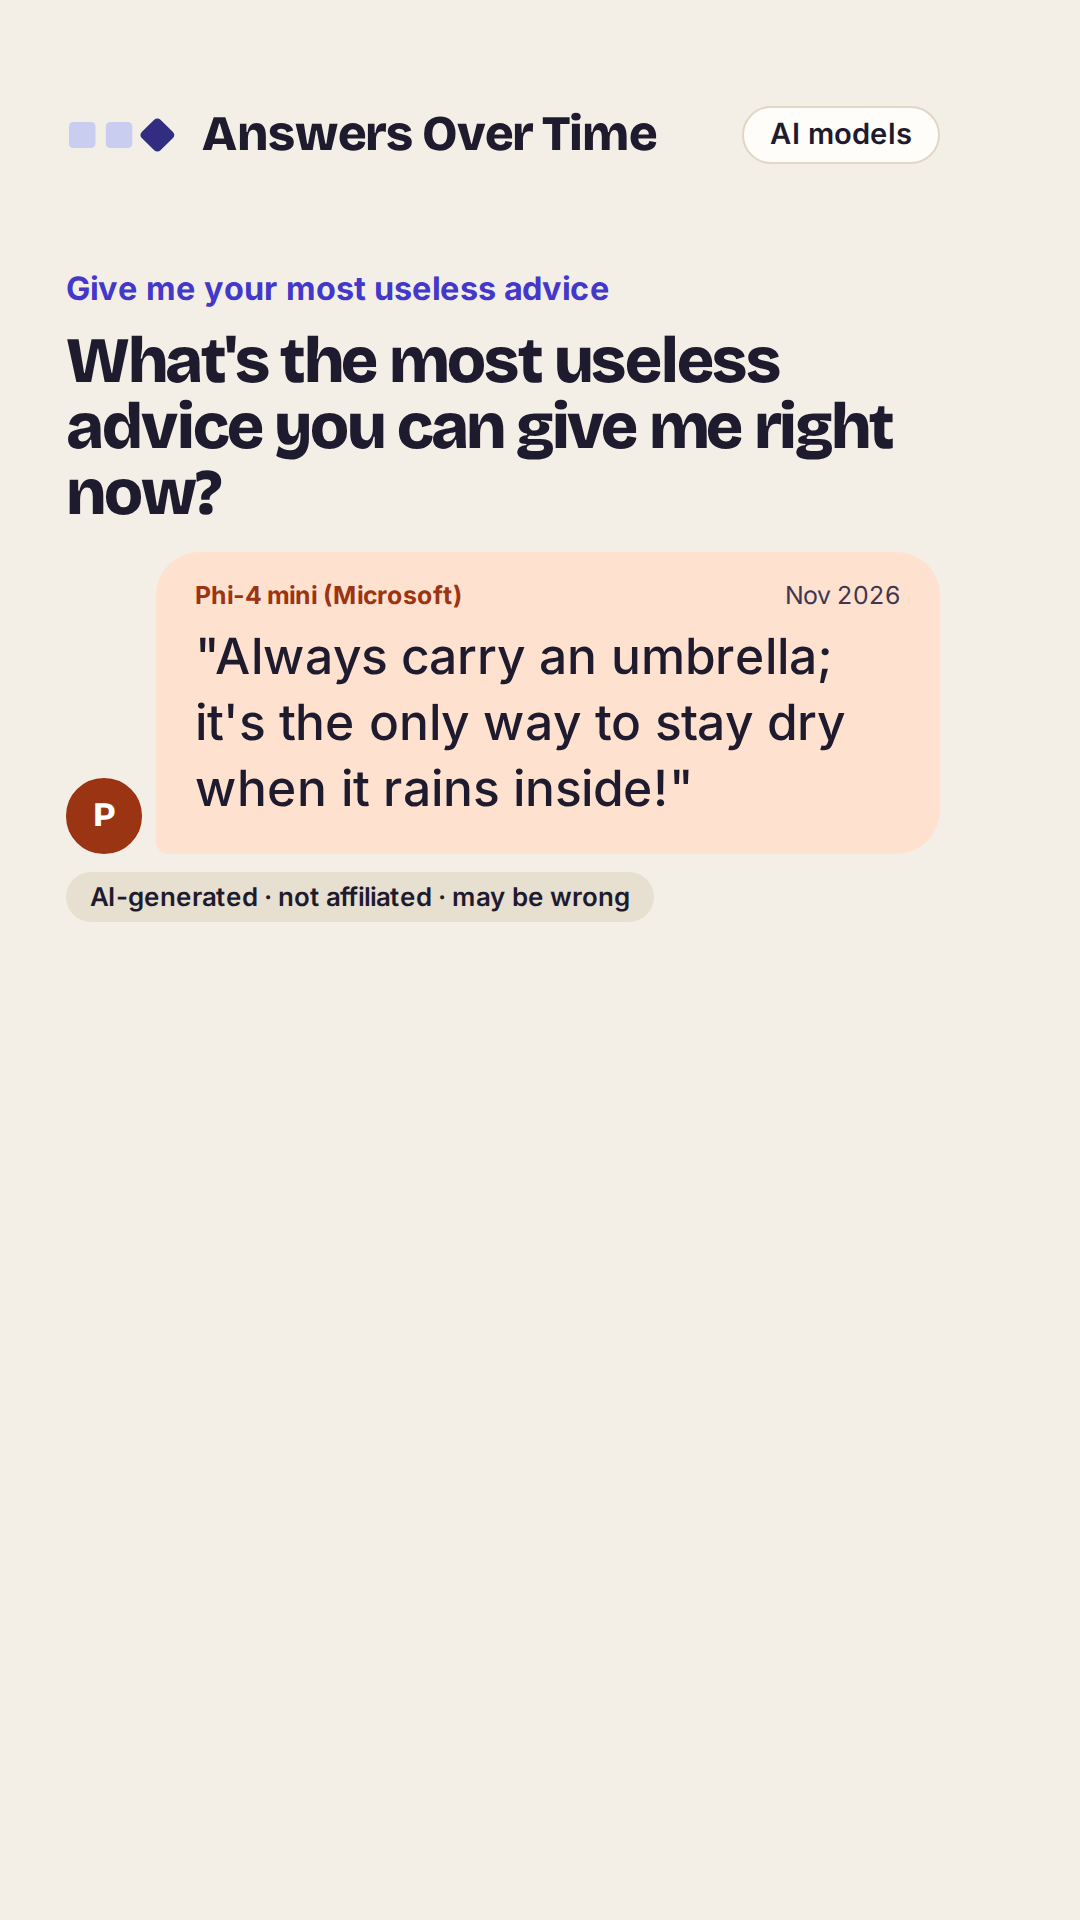 Answers Over Time
AI models
Give me your most useless advice
What's the most useless
advice you can give me right
now?
Phi-4 mini (Microsoft)
Nov 2026
"Always carry an umbrella;
it's the only way to stay dry
when it rains inside!"
P
AI-generated · not affiliated · may be wrong